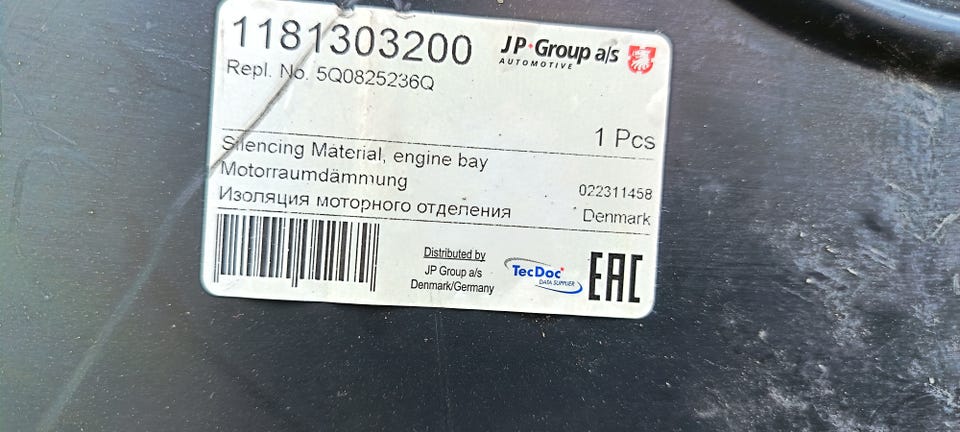 1181303200
JP Group a/s
AUTOMOTIVE
Repl. No. 5Q0825236Q
1 Pcs
Silencing Material, engine bay
Motorraumdämmung
022311458
Изоляция моторного отделения
Denmark
Distributed by
JP Group a/s
Denmark/Germany
TecDoc
DATA SUPPLIER
EAC